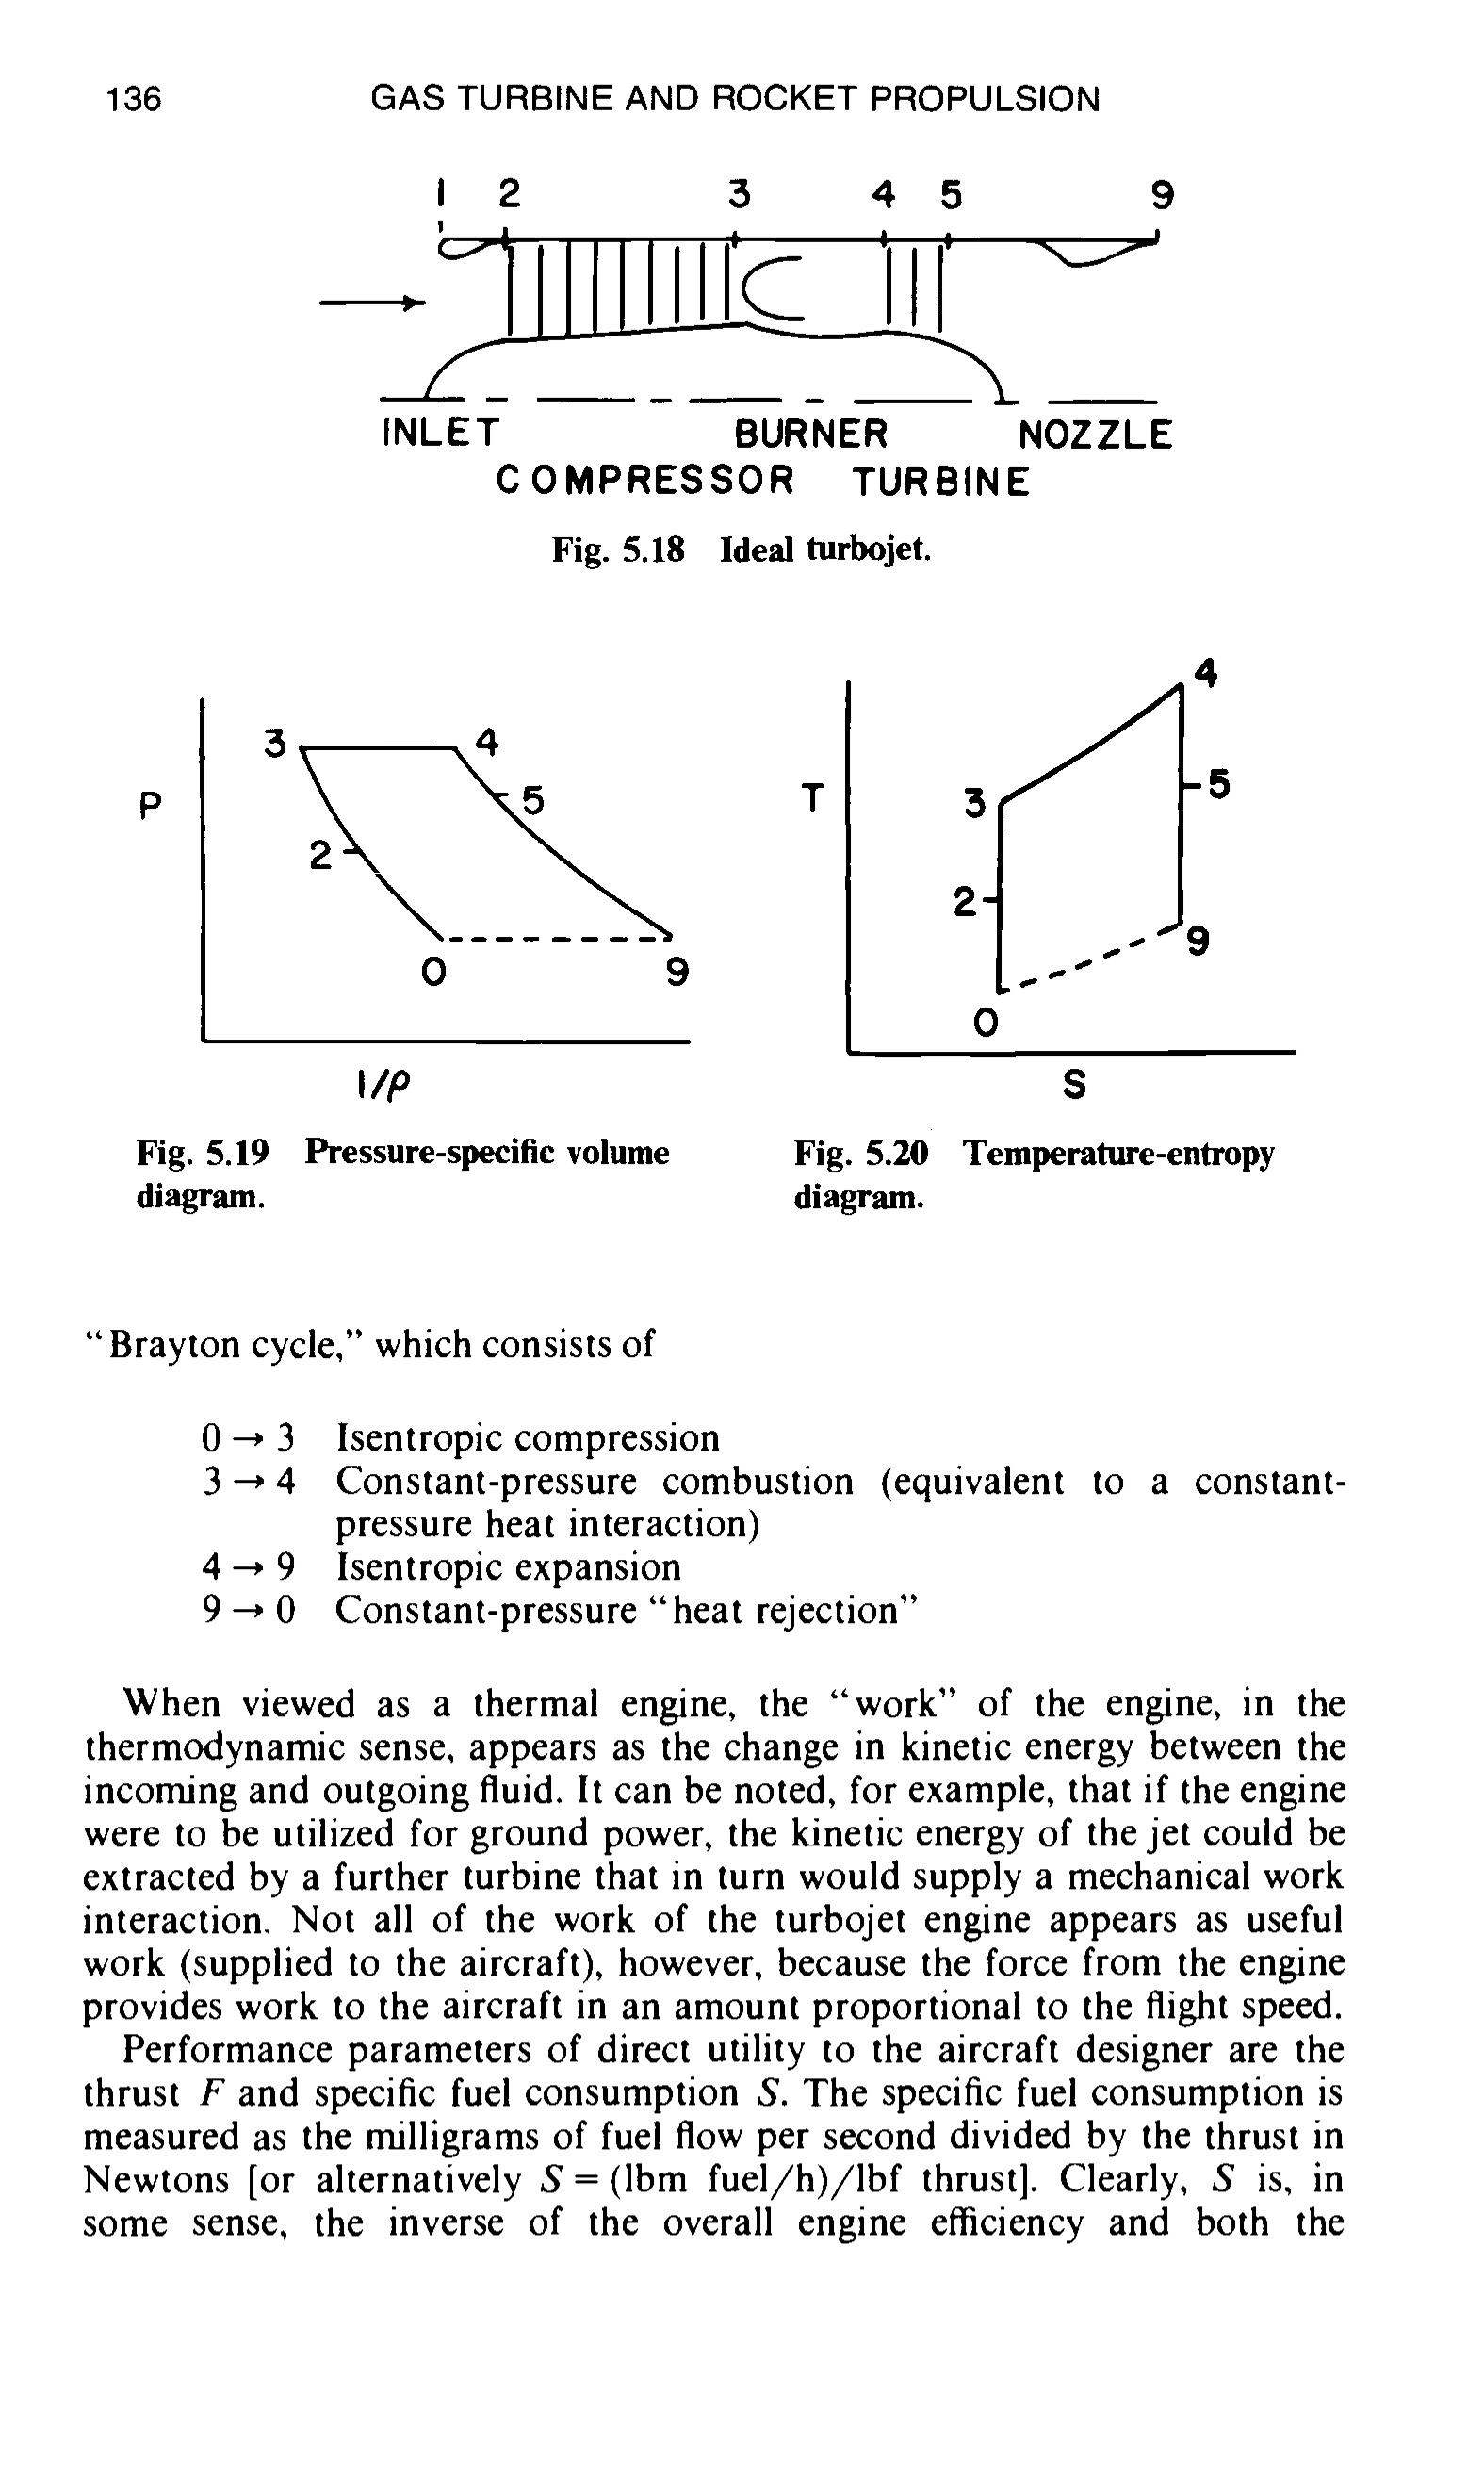 136 GAS TURBINE AND ROCKET PROPULSION
1 2 3 4 5 9
INLET BURNER NOZZLE
COMPRESSOR TURBINE
Fig. 5.18 Ideal turbojet.
4
3 4
P 5 T 3 5
2 2
0 9 9
0
1/ρ S
Fig. 5.19 Pressure-specific volume
diagram.
Fig. 5.20 Temperature-entropy
diagram.
“Brayton cycle,” which consists of
0 → 3 Isentropic compression
3 → 4 Constant-pressure combustion (equivalent to a constant-
pressure heat interaction)
4 → 9 Isentropic expansion
9 → 0 Constant-pressure “heat rejection”
When viewed as a thermal engine, the “work” of the engine, in the
thermodynamic sense, appears as the change in kinetic energy between the
incoming and outgoing fluid. It can be noted, for example, that if the engine
were to be utilized for ground power, the kinetic energy of the jet could be
extracted by a further turbine that in turn would supply a mechanical work
interaction. Not all of the work of the turbojet engine appears as useful
work (supplied to the aircraft), however, because the force from the engine
provides work to the aircraft in an amount proportional to the flight speed.
Performance parameters of direct utility to the aircraft designer are the
thrust F and specific fuel consumption S. The specific fuel consumption is
measured as the milligrams of fuel flow per second divided by the thrust in
Newtons [or alternatively S = (lbm fuel/h)/lbf thrust]. Clearly, S is, in
some sense, the inverse of the overall engine efficiency and both the